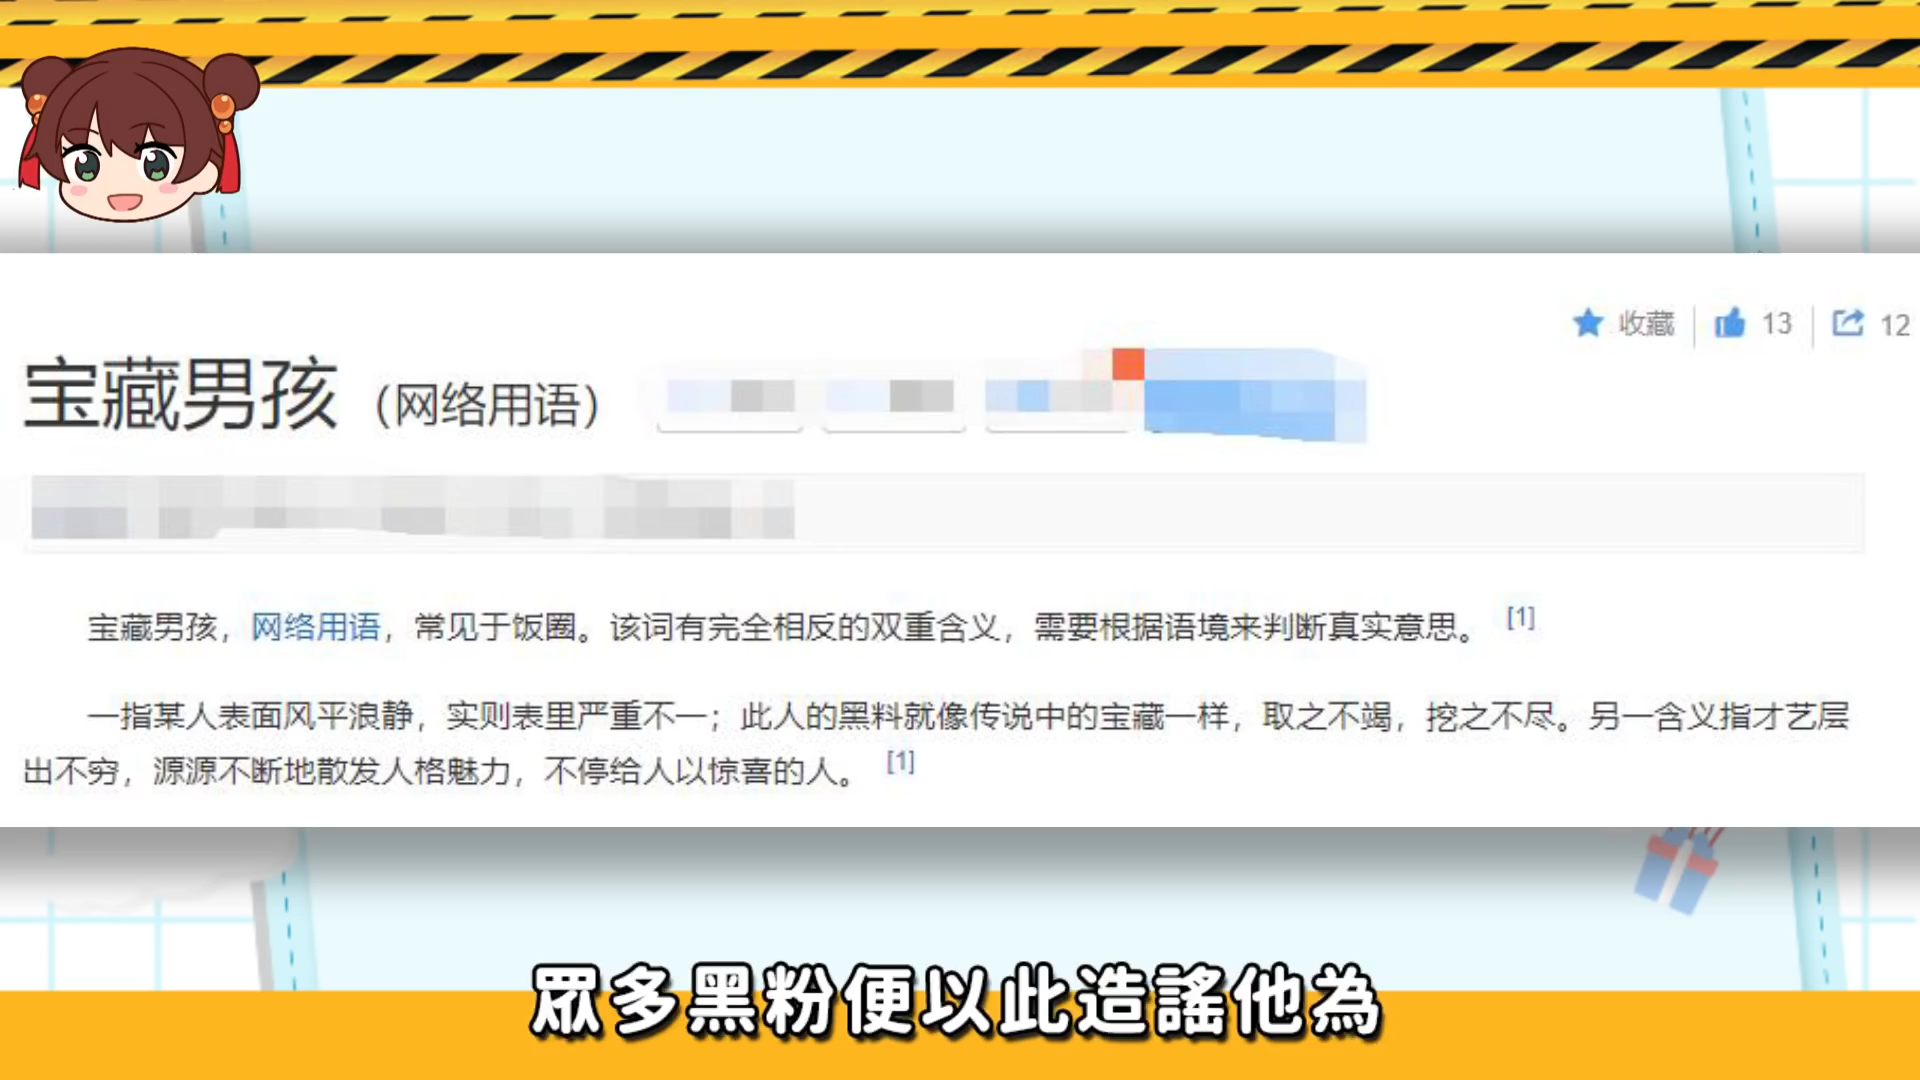 收藏 13 12
宝藏男孩（网络用语）
宝藏男孩，网络用语，常见于饭圈。该词有完全相反的双重含义，需要根据语境来判断真实意思。[1]
一指某人表面风平浪静，实则表里严重不一；此人的黑料就像传说中的宝藏一样，取之不竭，挖之不尽。另一含义指才艺层
出不穷，源源不断地散发人格魅力，不停给人以惊喜的人。[1]
眾多黑粉便以此造謠他為